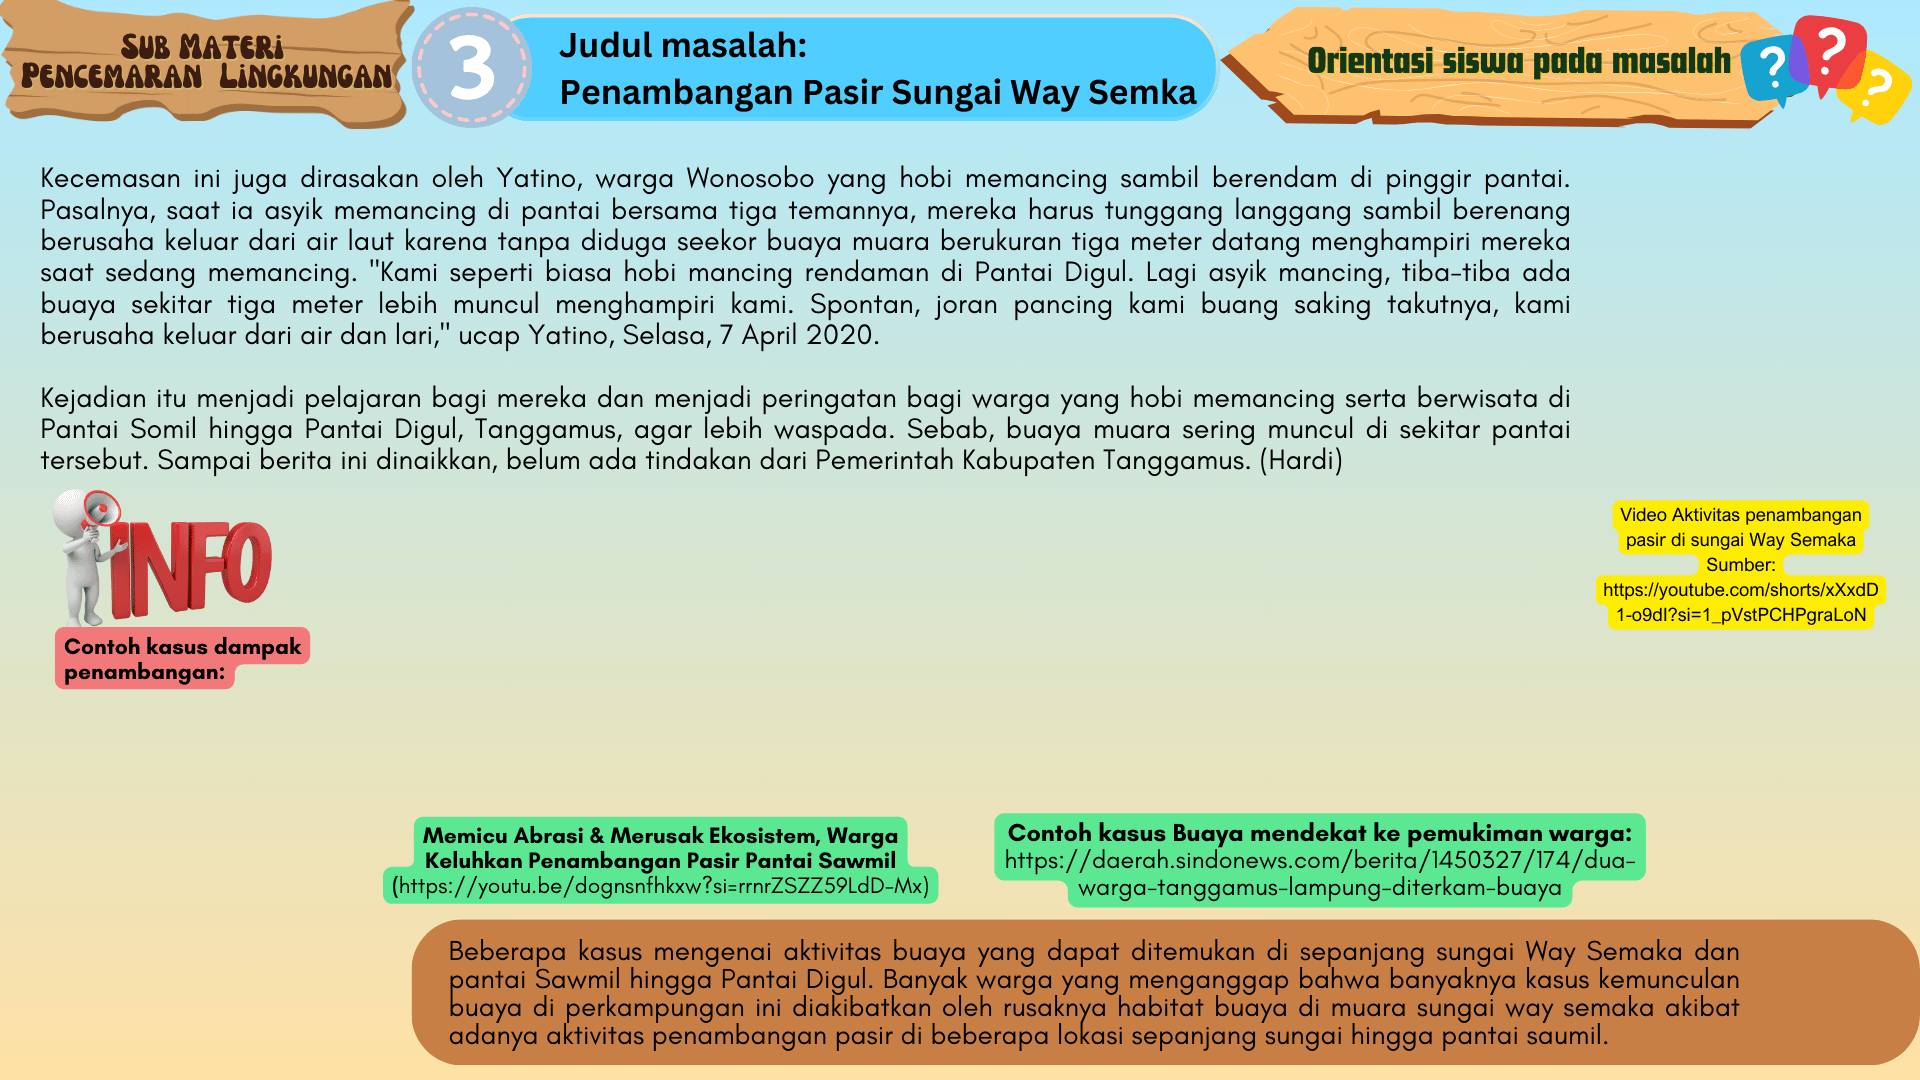 SUB MATERI
PENCEMARAN LINGKUNGAN
3
Judul masalah:
Penambangan Pasir Sungai Way Semka
Orientasi siswa pada masalah
? ? ?
Kecemasan ini juga dirasakan oleh Yatino, warga Wonosobo yang hobi memancing sambil berendam di pinggir pantai.
Pasalnya, saat ia asyik memancing di pantai bersama tiga temannya, mereka harus tunggang langgang sambil berenang
berusaha keluar dari air laut karena tanpa diduga seekor buaya muara berukuran tiga meter datang menghampiri mereka
saat sedang memancing. "Kami seperti biasa hobi mancing rendaman di Pantai Digul. Lagi asyik mancing, tiba-tiba ada
buaya sekitar tiga meter lebih muncul menghampiri kami. Spontan, joran pancing kami buang saking takutnya, kami
berusaha keluar dari air dan lari," ucap Yatino, Selasa, 7 April 2020.
Kejadian itu menjadi pelajaran bagi mereka dan menjadi peringatan bagi warga yang hobi memancing serta berwisata di
Pantai Somil hingga Pantai Digul, Tanggamus, agar lebih waspada. Sebab, buaya muara sering muncul di sekitar pantai
tersebut. Sampai berita ini dinaikkan, belum ada tindakan dari Pemerintah Kabupaten Tanggamus. (Hardi)
INFO
Contoh kasus dampak
penambangan:
Video Aktivitas penambangan
pasir di sungai Way Semaka
Sumber:
https://youtube.com/shorts/xXxdD
1-o9dI?si=1_pVstPCHPgraLoN
Memicu Abrasi & Merusak Ekosistem, Warga
Keluhkan Penambangan Pasir Pantai Sawmil
(https://youtu.be/dognsnfhkxw?si=rrnrZSZZ59LdD-Mx)
Contoh kasus Buaya mendekat ke pemukiman warga:
https://daerah.sindonews.com/berita/1450327/174/dua-
warga-tanggamus-lampung-diterkam-buaya
Beberapa kasus mengenai aktivitas buaya yang dapat ditemukan di sepanjang sungai Way Semaka dan
pantai Sawmil hingga Pantai Digul. Banyak warga yang menganggap bahwa banyaknya kasus kemunculan
buaya di perkampungan ini diakibatkan oleh rusaknya habitat buaya di muara sungai way semaka akibat
adanya aktivitas penambangan pasir di beberapa lokasi sepanjang sungai hingga pantai saumil.